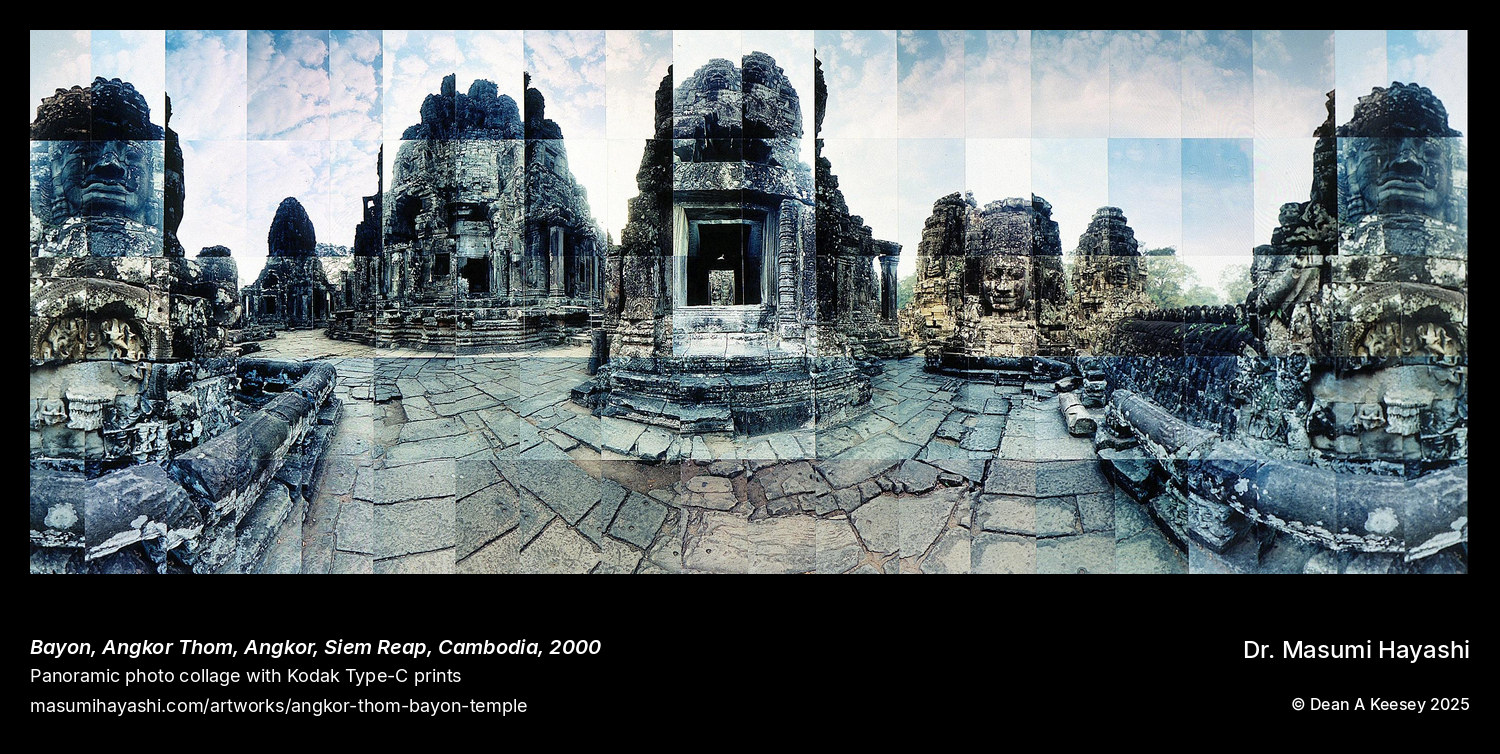 Bayon, Angkor Thom, Angkor, Siem Reap, Cambodia, 2000
Panoramic photo collage with Kodak Type-C prints
masumihayashi.com/artworks/angkor-thom-bayon-temple
Dr. Masumi Hayashi
© Dean A Keesey 2025